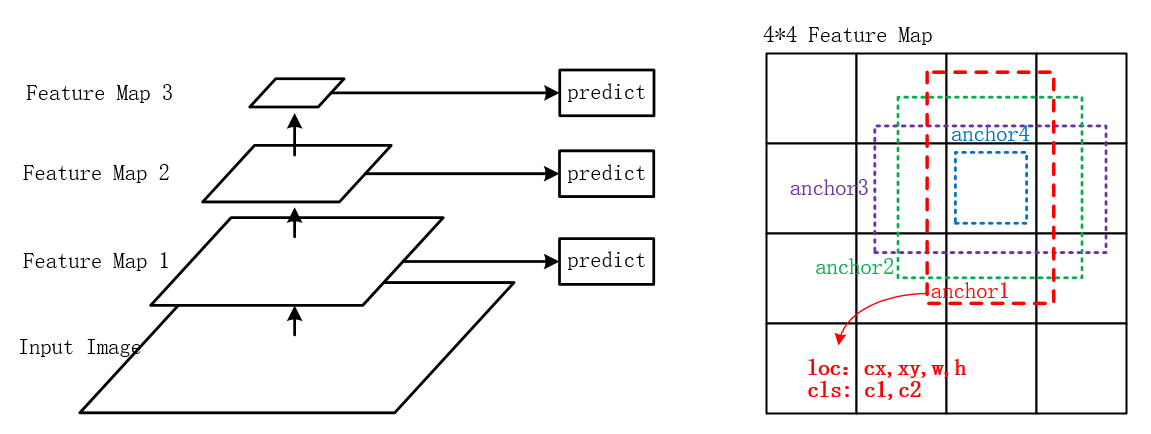 Feature Map 3
predict
Feature Map 2
predict
Feature Map 1
predict
Input Image
4*4 Feature Map
anchor4
anchor3
anchor2
anchor1
loc: cx,xy,w,h
cls: c1,c2